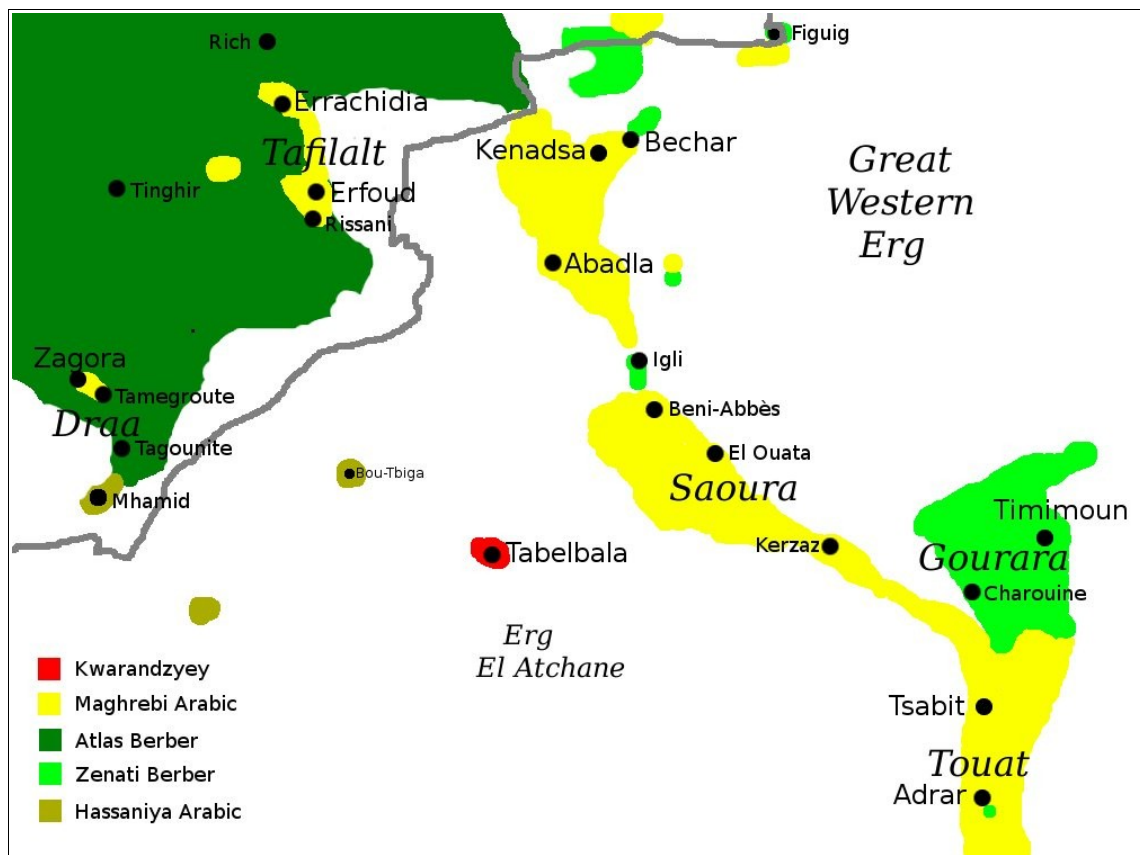 Rich
Figuig
Errachidia
Tafilalt
Kenadsa
Bechar
Great
Western
Erg
Tinghir
Erfoud
Rissani
Abadla
Zagora
Tamegroute
Draa
Tagounite
Mhamid
Igli
Beni-Abbès
El Ouata
Saoura
Bou-Tbiga
Tabelbala
Kerzaz
Timimoun
Gourara
Charouine
Erg
El Atchane
Tsabit
Touat
Adrar
Kwarandzyey
Maghrebi Arabic
Atlas Berber
Zenati Berber
Hassaniya Arabic